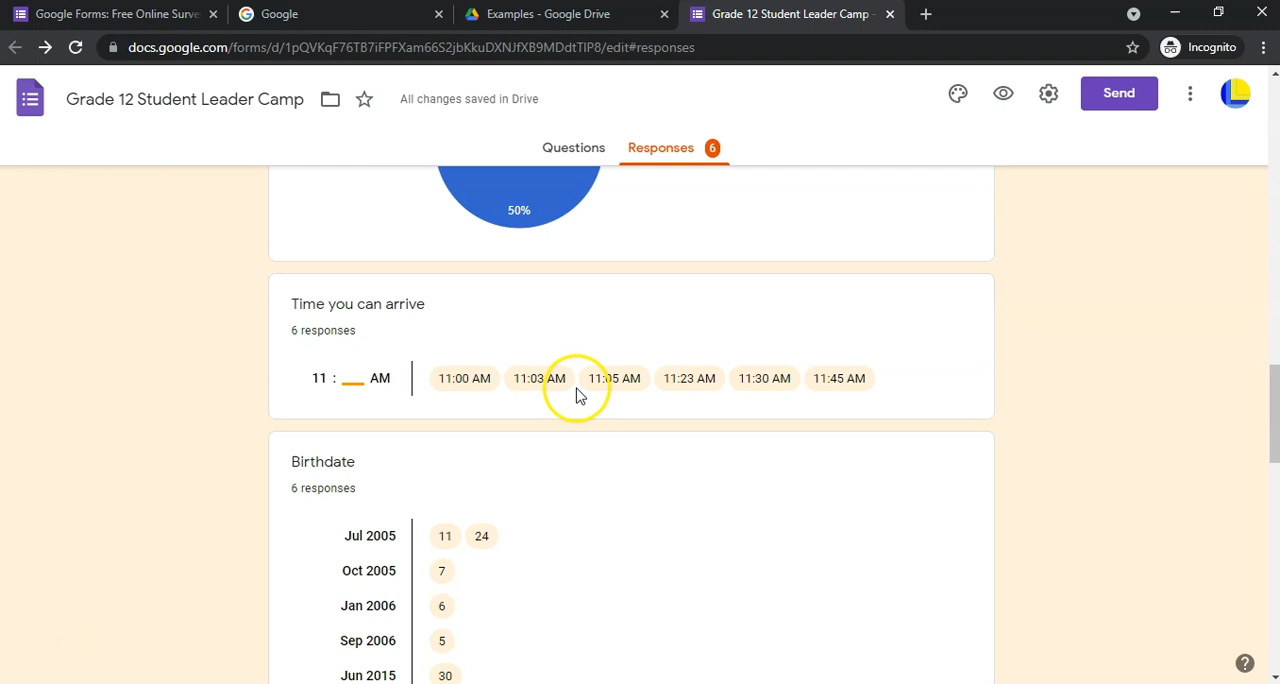 Google Forms: Free Online Surve
Google
Examples - Google Drive
Grade 12 Student Leader Camp -
docs.google.com/forms/d/1pQVKqF76TB7iFPFXam66S2jbKkuDXNJfXB9MDdtTIP8/edit#responses
Incognito
Grade 12 Student Leader Camp
All changes saved in Drive
Send
Questions
Responses 6
50%
Time you can arrive
6 responses
11 : __ AM 11:00 AM 11:03 AM 11:05 AM 11:23 AM 11:30 AM 11:45 AM
Birthdate
6 responses
Jul 2005 11 24
Oct 2005 7
Jan 2006 6
Sep 2006 5
Jun 2015 30